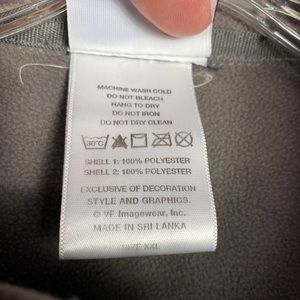 MACHINE WASH COLD
DO NOT BLEACH
HANG TO DRY
DO NOT IRON
DO NOT DRY CLEAN
30°C
SHELL 1: 100% POLYESTER
SHELL 2: 100% POLYESTER
EXCLUSIVE OF DECORATION
STYLE AND GRAPHICS.
© VF Imagewear, Inc.
MADE IN SRI LANKA
SIZE XXL